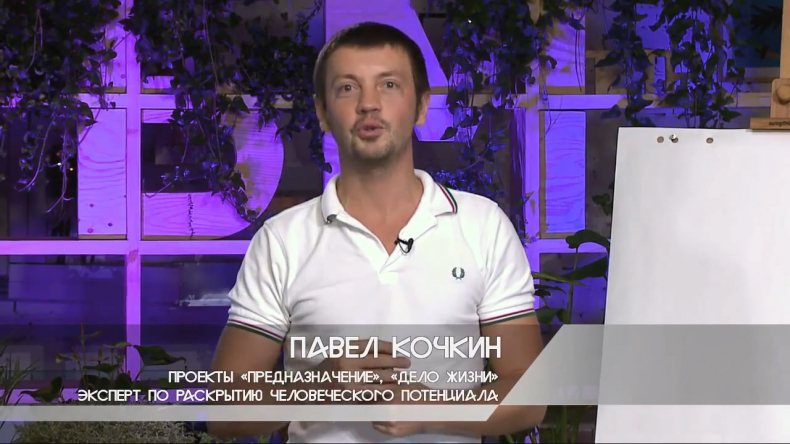 ПАВЕЛ КОЧКИН
ПРОЕКТЫ «ПРЕДНАЗНАЧЕНИЕ», «ДЕЛО ЖИЗНИ»
ЭКСПЕРТ ПО РАСКРЫТИЮ ЧЕЛОВЕЧЕСКОГО ПОТЕНЦИАЛА